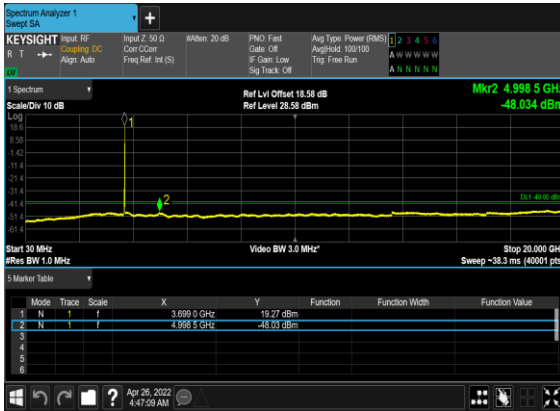 Spectrum Analyzer 1
Swept SA
+
KEYSIGHT
R T
Input: RF
Coupling: DC
Align: Auto
Input Z: 50 Ω
Corr CCorr
Freq Ref: Int (S)
#Atten: 20 dB
PNO: Fast
Gate: Off
IF Gain: Low
Sig Track: Off
Avg Type: Power (RMS)
Avg|Hold: 100/100
Trig: Free Run
1 2 3 4 5 6
A W W W W W
A N N N N N
1 Spectrum
Scale/Div 10 dB
Ref Lvl Offset 18.58 dB
Ref Level 28.58 dBm
Mkr2 4.998 5 GHz
-48.034 dBm
Log
18.6
8.58
-1.42
-11.4
-21.4
-31.4
-41.4
-51.4
-61.4
1
2
DL1 -40.00 dBm
Start 30 MHz
#Res BW 1.0 MHz
Video BW 3.0 MHz*
Stop 20.000 GHz
Sweep ~38.3 ms (40001 pts)
5 Marker Table
Mode Trace Scale X Y Function Function Width Function Value
1 N 1 f 3.699 0 GHz 19.27 dBm
2 N 1 f 4.998 5 GHz -48.03 dBm
3
4
5
6
?
Apr 26, 2022
4:47:09 AM